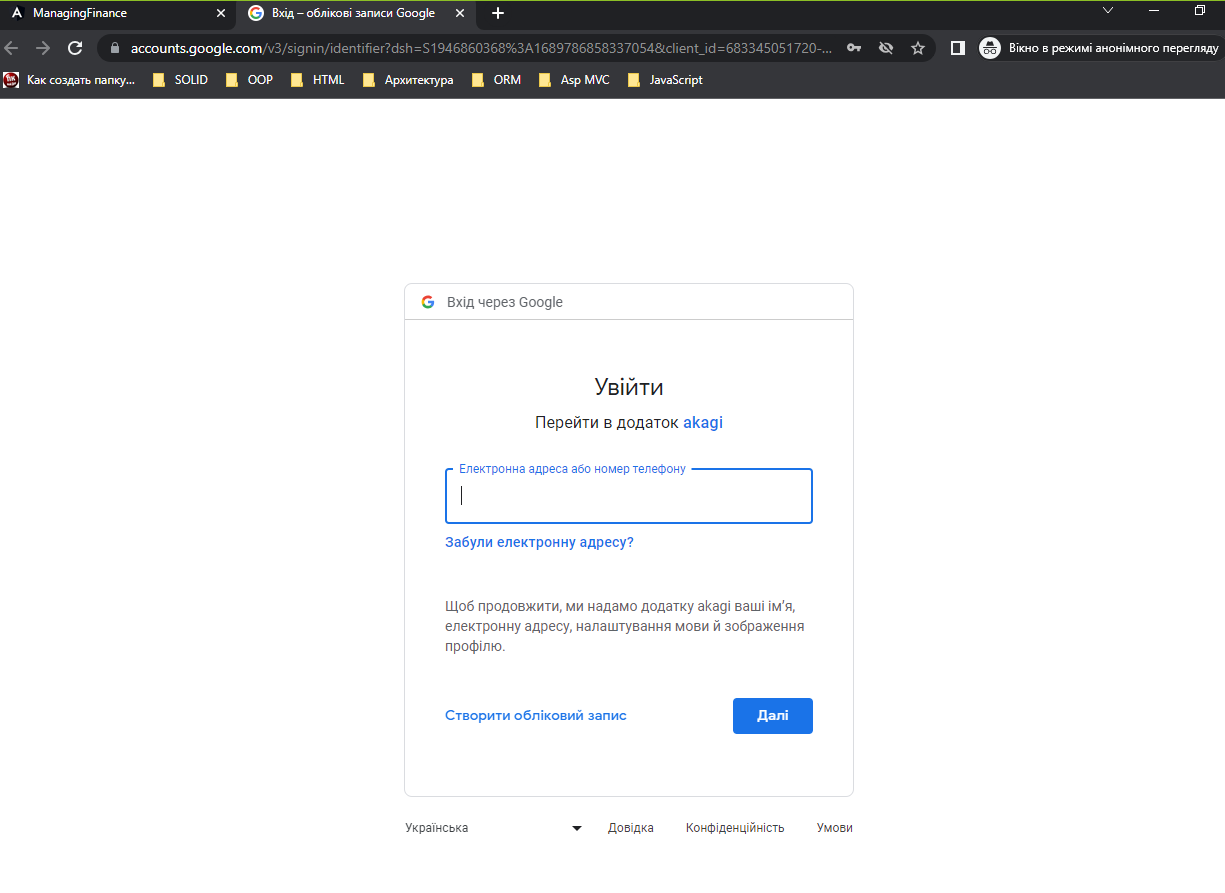 ManagingFinance
Вхід – облікові записи Google
accounts.google.com/v3/signin/identifier?dsh=S1946860368%3A1689786858337054&client_id=683345051720-...
Вікно в режимі анонімного перегляду
Как создать папку...
SOLID
OOP
HTML
Архитектура
ORM
Asp MVC
JavaScript
Вхід через Google
Увійти
Перейти в додаток akagi
Електронна адреса або номер телефону
Забули електронну адресу?
Щоб продовжити, ми надамо додатку akagi ваші ім’я,
електронну адресу, налаштування мови й зображення
профілю.
Створити обліковий запис
Далі
Українська
Довідка
Конфіденційність
Умови